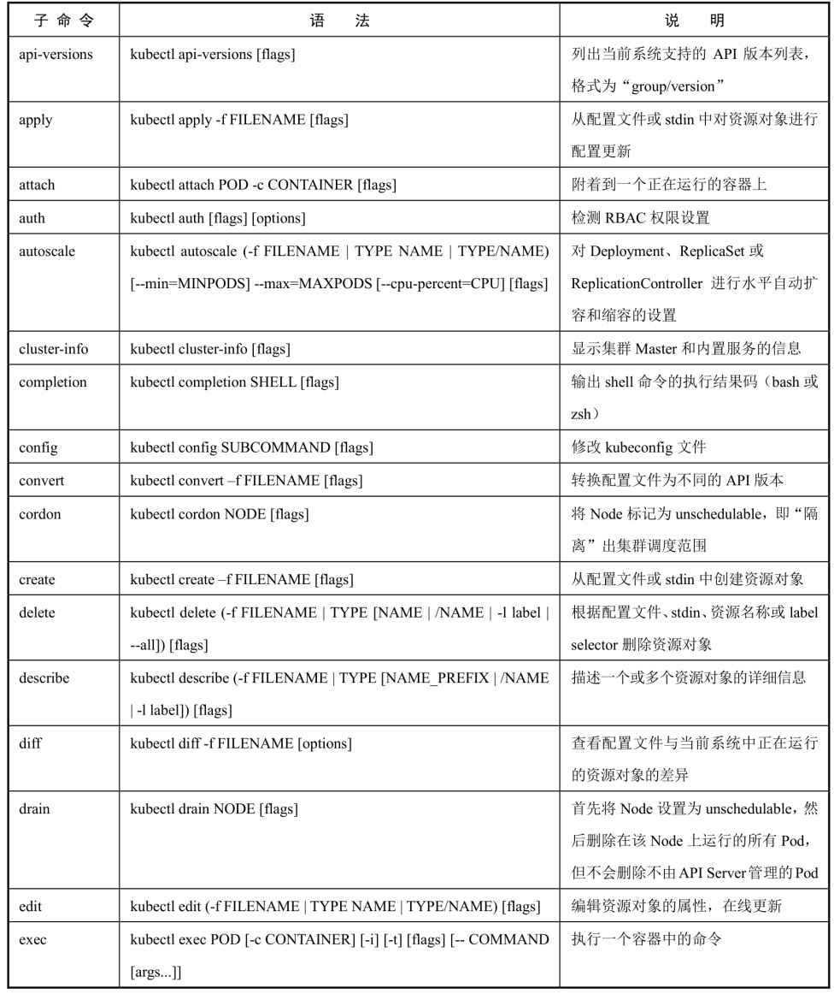 子 命 令 语 法 说 明
api-versions kubectl api-versions [flags] 列出当前系统支持的 API 版本列表，
格式为“group/version”
apply kubectl apply -f FILENAME [flags] 从配置文件或 stdin 中对资源对象进行
配置更新
attach kubectl attach POD -c CONTAINER [flags] 附着到一个正在运行的容器上
auth kubectl auth [flags] [options] 检测 RBAC 权限设置
autoscale kubectl autoscale (-f FILENAME | TYPE NAME | TYPE/NAME) 对 Deployment、ReplicaSet 或
[--min=MINPODS] --max=MAXPODS [--cpu-percent=CPU] [flags] ReplicationController 进行水平自动扩
容和缩容的设置
cluster-info kubectl cluster-info [flags] 显示集群 Master 和内置服务的信息
completion kubectl completion SHELL [flags] 输出 shell 命令的执行结果码（bash 或
zsh）
config kubectl config SUBCOMMAND [flags] 修改 kubeconfig 文件
convert kubectl convert –f FILENAME [flags] 转换配置文件为不同的 API 版本
cordon kubectl cordon NODE [flags] 将 Node 标记为 unschedulable，即“隔
离”出集群调度范围
create kubectl create –f FILENAME [flags] 从配置文件或 stdin 中创建资源对象
delete kubectl delete (-f FILENAME | TYPE [NAME | /NAME | -l label | 根据配置文件、stdin、资源名称或 label
--all]) [flags] selector 删除资源对象
describe kubectl describe (-f FILENAME | TYPE [NAME_PREFIX | /NAME 描述一个或多个资源对象的详细信息
| -l label]) [flags]
diff kubectl diff -f FILENAME [options] 查看配置文件与当前系统中正在运行
的资源对象的差异
drain kubectl drain NODE [flags] 首先将 Node 设置为 unschedulable，然
后删除在该 Node 上运行的所有 Pod，
但不会删除不由 API Server 管理的 Pod
edit kubectl edit (-f FILENAME | TYPE NAME | TYPE/NAME) [flags] 编辑资源对象的属性，在线更新
exec kubectl exec POD [-c CONTAINER] [-i] [-t] [flags] [-- COMMAND 执行一个容器中的命令
[args...]]